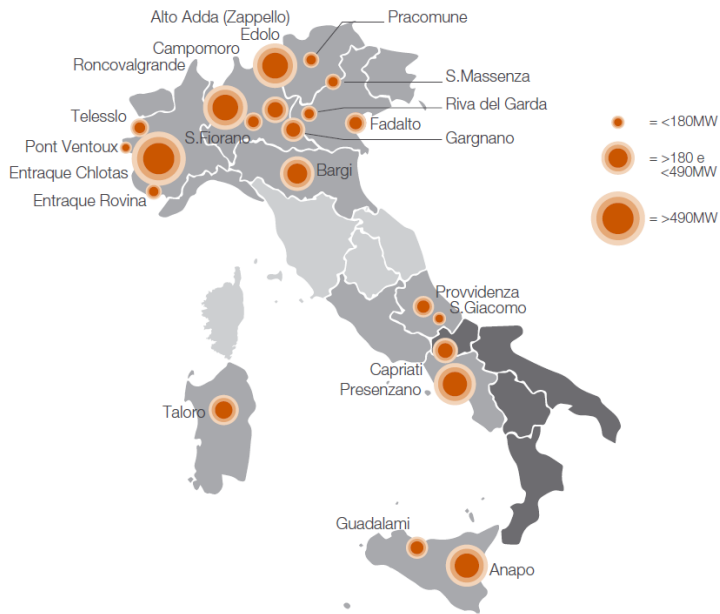 Alto Adda (Zappello)
Pracomune
Edolo
Campomoro
Roncovalgrande
S.Massenza
Riva del Garda
Telesslo
Fadalto
= <180MW
S.Fiorano
Gargnano
Pont Ventoux
= >180 e
<490MW
Entraque Chlotas
Bargi
Entraque Rovina
= >490MW
Provvidenza
S.Giacomo
Capriati
Presenzano
Taloro
Guadalami
Anapo